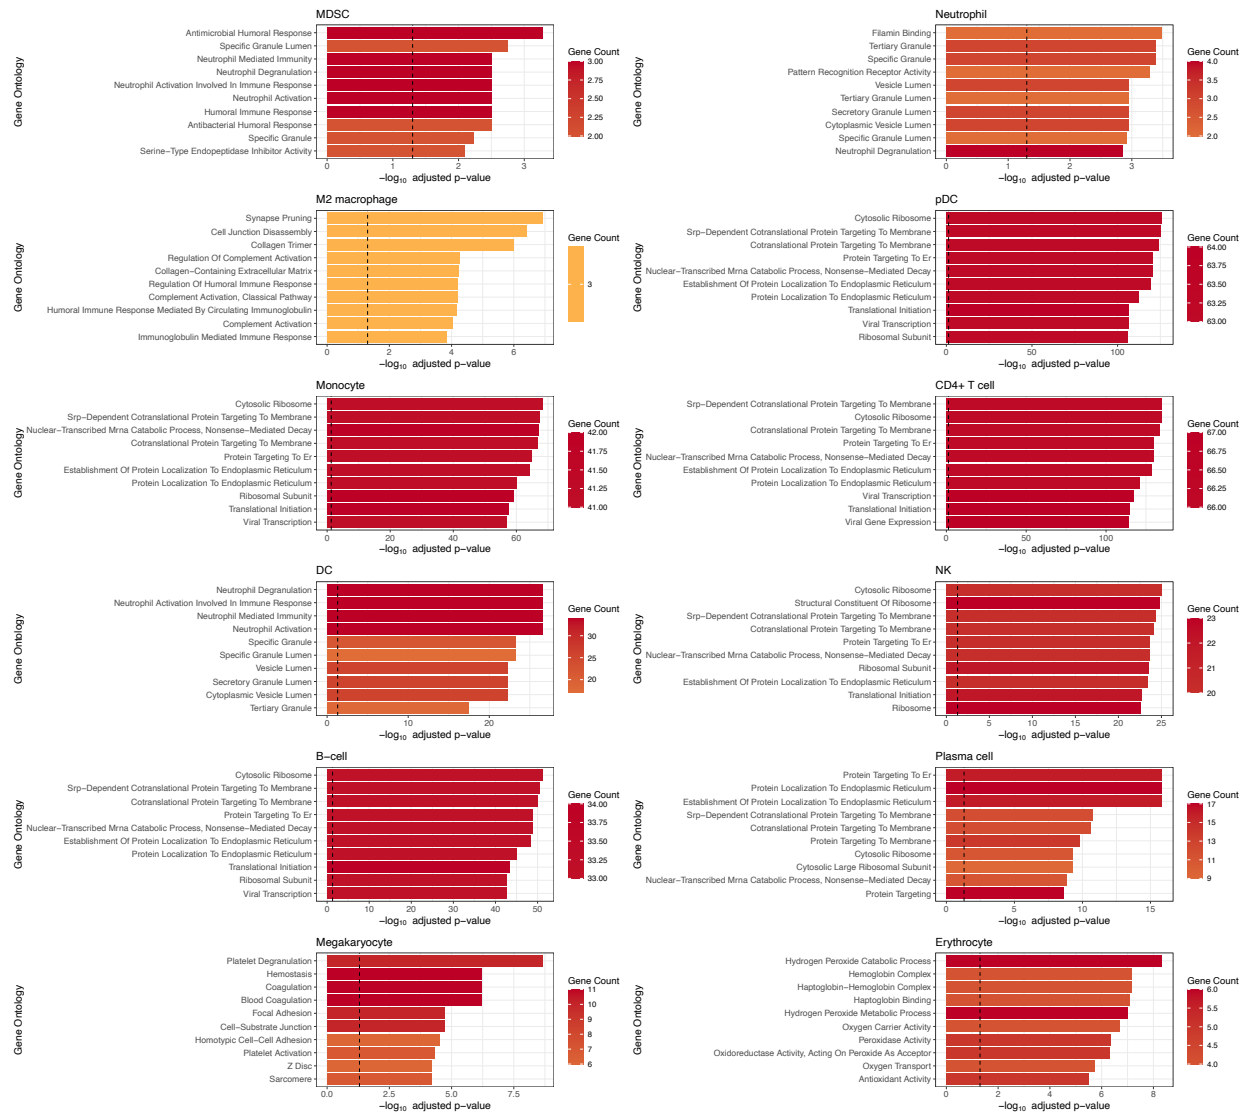 MDSC
Gene Ontology
Antimicrobial Humoral Response
Specific Granule Lumen
Neutrophil Mediated Immunity
Neutrophil Degranulation
Neutrophil Activation Involved In Immune Response
Neutrophil Activation
Humoral Immune Response
Antibacterial Humoral Response
Specific Granule
Serine−Type Endopeptidase Inhibitor Activity
0 1 2 3
−log10 adjusted p−value
Gene Count
3.00
2.75
2.50
2.25
2.00
Neutrophil
Gene Ontology
Filamin Binding
Tertiary Granule
Specific Granule
Pattern Recognition Receptor Activity
Vesicle Lumen
Tertiary Granule Lumen
Secretory Granule Lumen
Cytoplasmic Vesicle Lumen
Specific Granule Lumen
Neutrophil Degranulation
0 1 2 3
−log10 adjusted p−value
Gene Count
4.0
3.5
3.0
2.5
2.0
M2 macrophage
Gene Ontology
Synapse Pruning
Cell Junction Disassembly
Collagen Trimer
Regulation Of Complement Activation
Collagen−Containing Extracellular Matrix
Regulation Of Humoral Immune Response
Complement Activation, Classical Pathway
Humoral Immune Response Mediated By Circulating Immunoglobulin
Complement Activation
Immunoglobulin Mediated Immune Response
0 2 4 6
−log10 adjusted p−value
Gene Count
3
pDC
Gene Ontology
Cytosolic Ribosome
Srp−Dependent Cotranslational Protein Targeting To Membrane
Cotranslational Protein Targeting To Membrane
Protein Targeting To Er
Nuclear−Transcribed Mrna Catabolic Process, Nonsense−Mediated Decay
Establishment Of Protein Localization To Endoplasmic Reticulum
Protein Localization To Endoplasmic Reticulum
Translational Initiation
Viral Transcription
Ribosomal Subunit
0 50 100
−log10 adjusted p−value
Gene Count
64.00
63.75
63.50
63.25
63.00
Monocyte
Gene Ontology
Cytosolic Ribosome
Srp−Dependent Cotranslational Protein Targeting To Membrane
Nuclear−Transcribed Mrna Catabolic Process, Nonsense−Mediated Decay
Cotranslational Protein Targeting To Membrane
Protein Targeting To Er
Establishment Of Protein Localization To Endoplasmic Reticulum
Protein Localization To Endoplasmic Reticulum
Ribosomal Subunit
Translational Initiation
Viral Transcription
0 20 40 60
−log10 adjusted p−value
Gene Count
42.00
41.75
41.50
41.25
41.00
CD4+ T cell
Gene Ontology
Srp−Dependent Cotranslational Protein Targeting To Membrane
Cytosolic Ribosome
Cotranslational Protein Targeting To Membrane
Protein Targeting To Er
Nuclear−Transcribed Mrna Catabolic Process, Nonsense−Mediated Decay
Establishment Of Protein Localization To Endoplasmic Reticulum
Protein Localization To Endoplasmic Reticulum
Viral Transcription
Translational Initiation
Viral Gene Expression
0 50 100
−log10 adjusted p−value
Gene Count
67.00
66.75
66.50
66.25
66.00
DC
Gene Ontology
Neutrophil Degranulation
Neutrophil Activation Involved In Immune Response
Neutrophil Mediated Immunity
Neutrophil Activation
Specific Granule
Specific Granule Lumen
Vesicle Lumen
Secretory Granule Lumen
Cytoplasmic Vesicle Lumen
Tertiary Granule
0 10 20
−log10 adjusted p−value
Gene Count
30
25
20
NK
Gene Ontology
Cytosolic Ribosome
Structural Constituent Of Ribosome
Srp−Dependent Cotranslational Protein Targeting To Membrane
Cotranslational Protein Targeting To Membrane
Protein Targeting To Er
Nuclear−Transcribed Mrna Catabolic Process, Nonsense−Mediated Decay
Ribosomal Subunit
Establishment Of Protein Localization To Endoplasmic Reticulum
Translational Initiation
Ribosome
0 5 10 15 20 25
−log10 adjusted p−value
Gene Count
23
22
21
20
B−cell
Gene Ontology
Cytosolic Ribosome
Srp−Dependent Cotranslational Protein Targeting To Membrane
Cotranslational Protein Targeting To Membrane
Protein Targeting To Er
Nuclear−Transcribed Mrna Catabolic Process, Nonsense−Mediated Decay
Establishment Of Protein Localization To Endoplasmic Reticulum
Protein Localization To Endoplasmic Reticulum
Translational Initiation
Ribosomal Subunit
Viral Transcription
0 10 20 30 40 50
−log10 adjusted p−value
Gene Count
34.00
33.75
33.50
33.25
33.00
Plasma cell
Gene Ontology
Protein Targeting To Er
Protein Localization To Endoplasmic Reticulum
Establishment Of Protein Localization To Endoplasmic Reticulum
Srp−Dependent Cotranslational Protein Targeting To Membrane
Cotranslational Protein Targeting To Membrane
Protein Targeting To Membrane
Cytosolic Ribosome
Cytosolic Large Ribosomal Subunit
Nuclear−Transcribed Mrna Catabolic Process, Nonsense−Mediated Decay
Protein Targeting
0 5 10 15
−log10 adjusted p−value
Gene Count
17
15
13
11
9
Megakaryocyte
Gene Ontology
Platelet Degranulation
Hemostasis
Coagulation
Blood Coagulation
Focal Adhesion
Cell−Substrate Junction
Homotypic Cell−Cell Adhesion
Platelet Activation
Z Disc
Sarcomere
0.0 2.5 5.0 7.5
−log10 adjusted p−value
Gene Count
11
10
9
8
7
6
Erythrocyte
Gene Ontology
Hydrogen Peroxide Catabolic Process
Hemoglobin Complex
Haptoglobin−Hemoglobin Complex
Haptoglobin Binding
Hydrogen Peroxide Metabolic Process
Oxygen Carrier Activity
Peroxidase Activity
Oxidoreductase Activity, Acting On Peroxide As Acceptor
Oxygen Transport
Antioxidant Activity
0 2 4 6 8
−log10 adjusted p−value
Gene Count
6.0
5.5
5.0
4.5
4.0